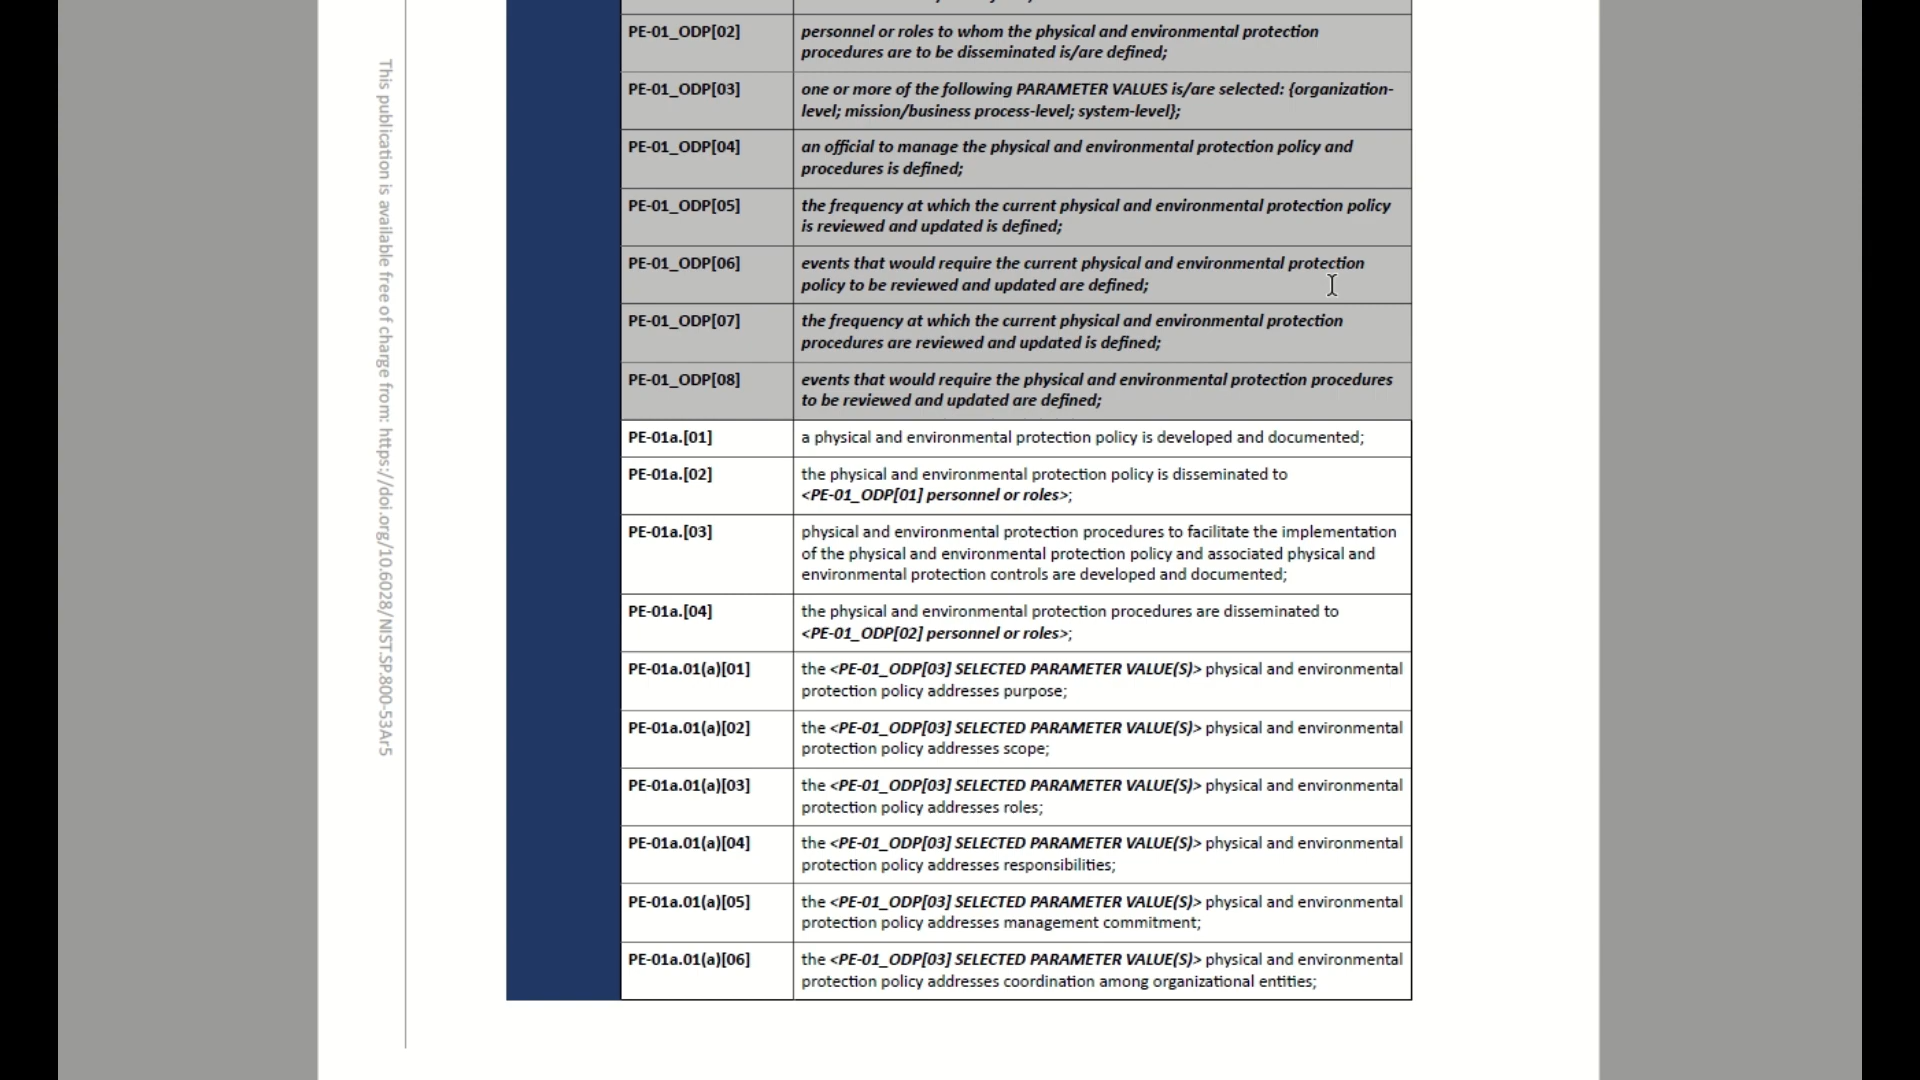 PE-01_ODP[02]
personnel or roles to whom the physical and environmental protection
procedures are to be disseminated is/are defined;
PE-01_ODP[03]
one or more of the following PARAMETER VALUES is/are selected: {organization-
level; mission/business process-level; system-level};
PE-01_ODP[04]
an official to manage the physical and environmental protection policy and
procedures is defined;
PE-01_ODP[05]
the frequency at which the current physical and environmental protection policy
is reviewed and updated is defined;
PE-01_ODP[06]
events that would require the current physical and environmental protection
policy to be reviewed and updated are defined;
PE-01_ODP[07]
the frequency at which the current physical and environmental protection
procedures are reviewed and updated is defined;
PE-01_ODP[08]
events that would require the physical and environmental protection procedures
to be reviewed and updated are defined;
PE-01a.[01]
a physical and environmental protection policy is developed and documented;
PE-01a.[02]
the physical and environmental protection policy is disseminated to
<PE-01_ODP[01] personnel or roles>;
PE-01a.[03]
physical and environmental protection procedures to facilitate the implementation
of the physical and environmental protection policy and associated physical and
environmental protection controls are developed and documented;
PE-01a.[04]
the physical and environmental protection procedures are disseminated to
<PE-01_ODP[02] personnel or roles>;
PE-01a.01(a)[01]
the <PE-01_ODP[03] SELECTED PARAMETER VALUE(S)> physical and environmental
protection policy addresses purpose;
PE-01a.01(a)[02]
the <PE-01_ODP[03] SELECTED PARAMETER VALUE(S)> physical and environmental
protection policy addresses scope;
PE-01a.01(a)[03]
the <PE-01_ODP[03] SELECTED PARAMETER VALUE(S)> physical and environmental
protection policy addresses roles;
PE-01a.01(a)[04]
the <PE-01_ODP[03] SELECTED PARAMETER VALUE(S)> physical and environmental
protection policy addresses responsibilities;
PE-01a.01(a)[05]
the <PE-01_ODP[03] SELECTED PARAMETER VALUE(S)> physical and environmental
protection policy addresses management commitment;
PE-01a.01(a)[06]
the <PE-01_ODP[03] SELECTED PARAMETER VALUE(S)> physical and environmental
protection policy addresses coordination among organizational entities;
This publication is available free of charge from: https://doi.org/10.6028/NIST.SP.800-53Ar5